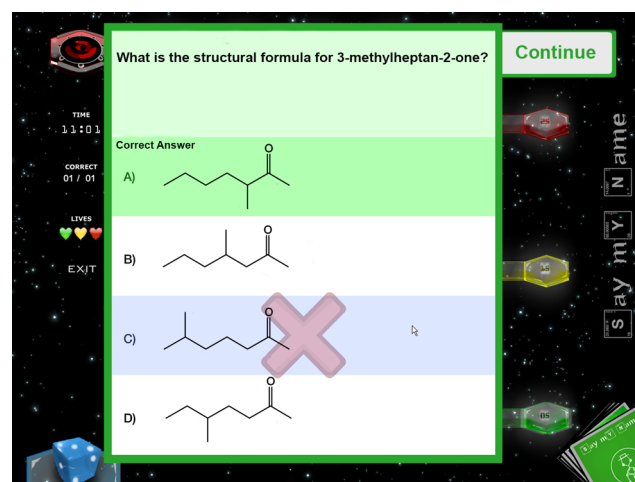 What is the structural formula for 3-methylheptan-2-one?
Continue
TIME
11:01
CORRECT
01 / 01
LIVES
EXIT
Correct Answer
A)
O
B)
O
C)
O
D)
O
Say mY Name
05